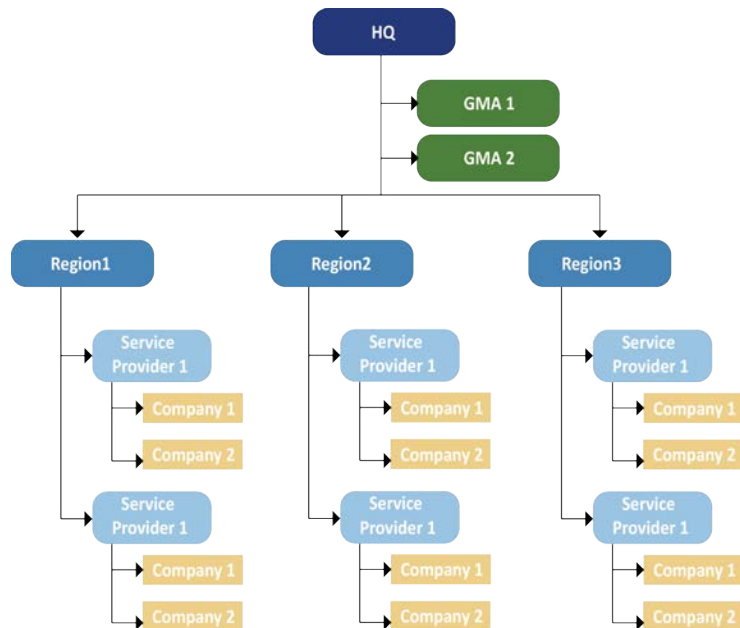 HQ
GMA 1
GMA 2
Region1
Region2
Region3
Service
Provider 1
Service
Provider 1
Service
Provider 1
Company 1
Company 1
Company 1
Company 2
Company 2
Company 2
Service
Provider 1
Service
Provider 1
Service
Provider 1
Company 1
Company 1
Company 1
Company 2
Company 2
Company 2